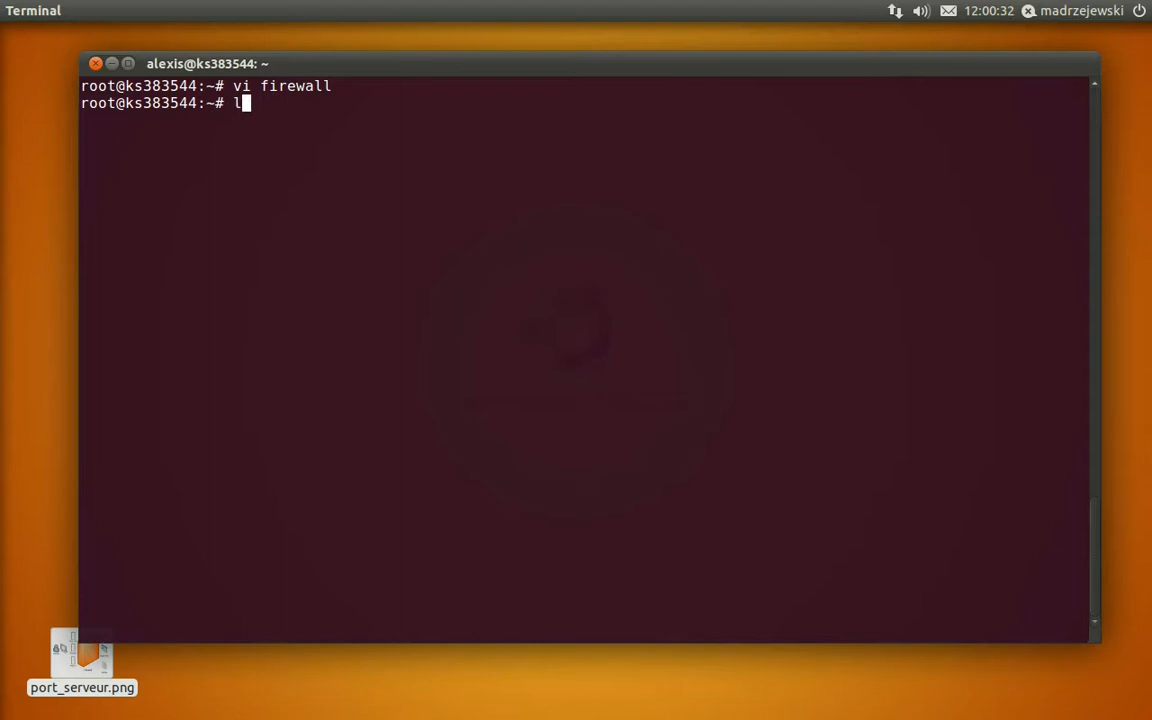 Terminal
12:00:32
madrzejewski
alexis@ks383544: ~
root@ks383544:~# vi firewall
root@ks383544:~# l
port_serveur.png